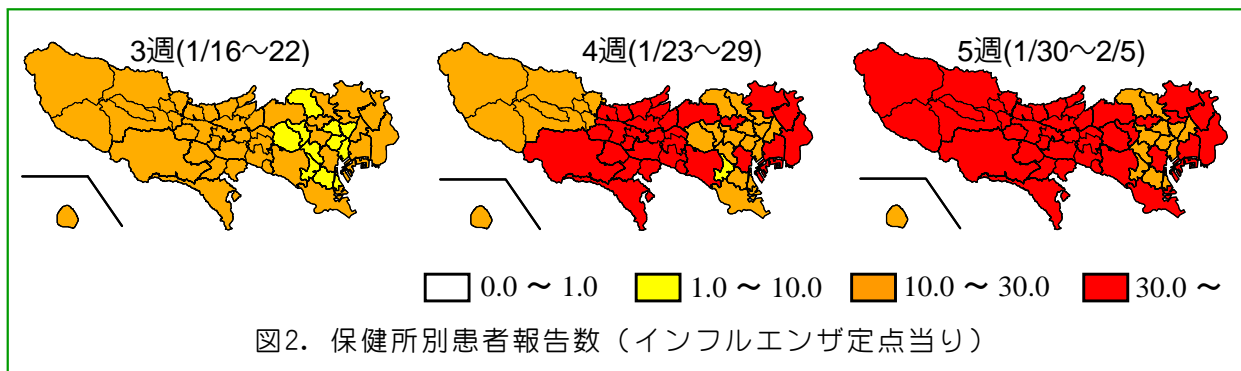 3週(1/16～22) 4週(1/23～29) 5週(1/30～2/5)
0.0 ～ 1.0 1.0 ～ 10.0 10.0 ～ 30.0 30.0 ～
図2. 保健所別患者報告数（インフルエンザ定点当り）